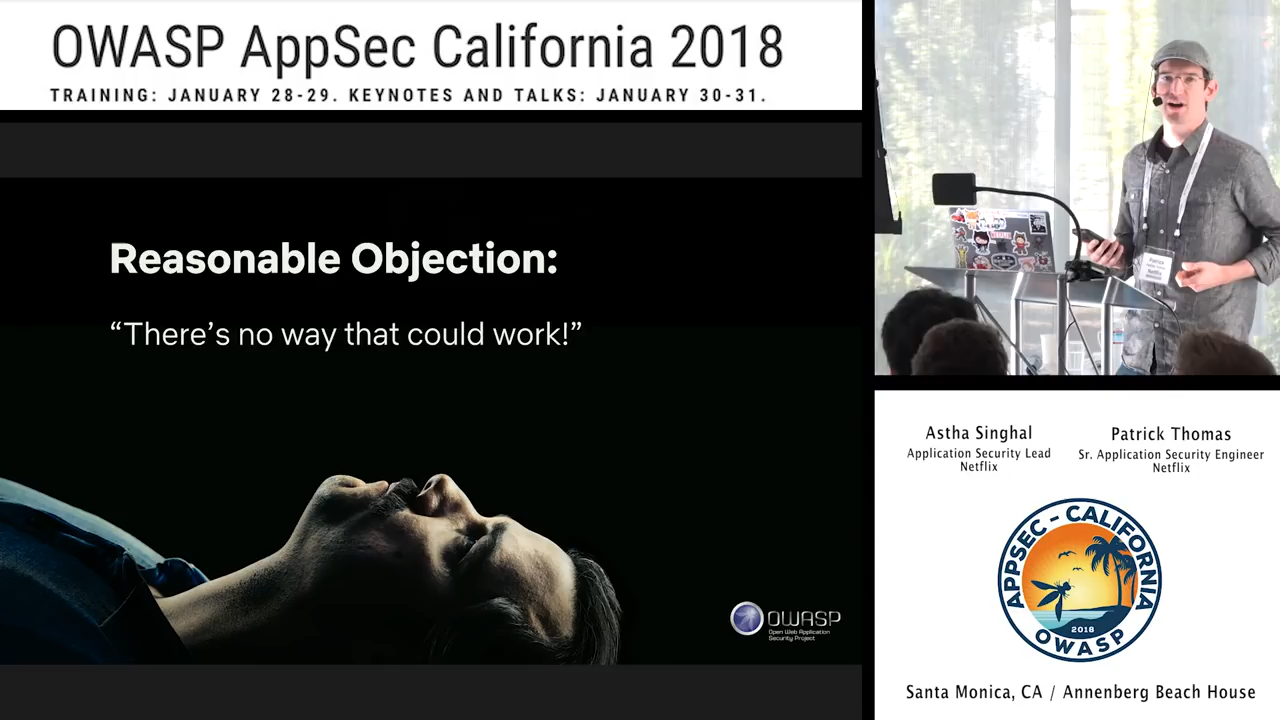 OWASP AppSec California 2018
TRAINING: JANUARY 28-29. KEYNOTES AND TALKS: JANUARY 30-31.
Reasonable Objection:
“There’s no way that could work!”
OWASP
Open Web Application
Security Project
Patrick
Netflix
Astha Singhal
Application Security Lead
Netflix
Patrick Thomas
Sr. Application Security Engineer
Netflix
APPSEC - CALIFORNIA
2018
OWASP
Santa Monica, CA / Annenberg Beach House